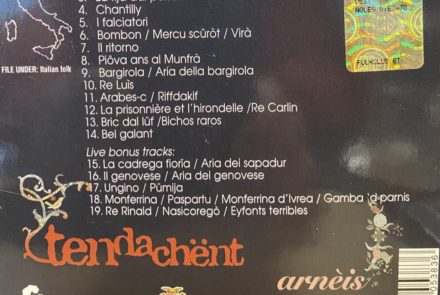 4. Chantilly
5. I falciatori
6. Bombon / Mercu scûròt / Virà
7. Il ritorno
8. Plòva ans al Munfrà
9. Bargirola / Aria della bargirola
10. Re Luis
11. Arabes-c / Riffdakif
12. La prisonnière et l'hirondelle /Re Carlin
13. Bric dal lüf /Bichos raros
14. Bel galant
FILE UNDER: Italian folk
Live bonus tracks:
15. La cadrega fioria / Aria dei sapadur
16. Il genovese / Aria del genovese
17. Ungino / Pümija
18. Monferrina / Paspartu / Monferrina d'Ivrea / Gamba 'd parnis
19. Re Rinald / Nasicoregö / Eyfonts terribles
tendachënt
arnèis